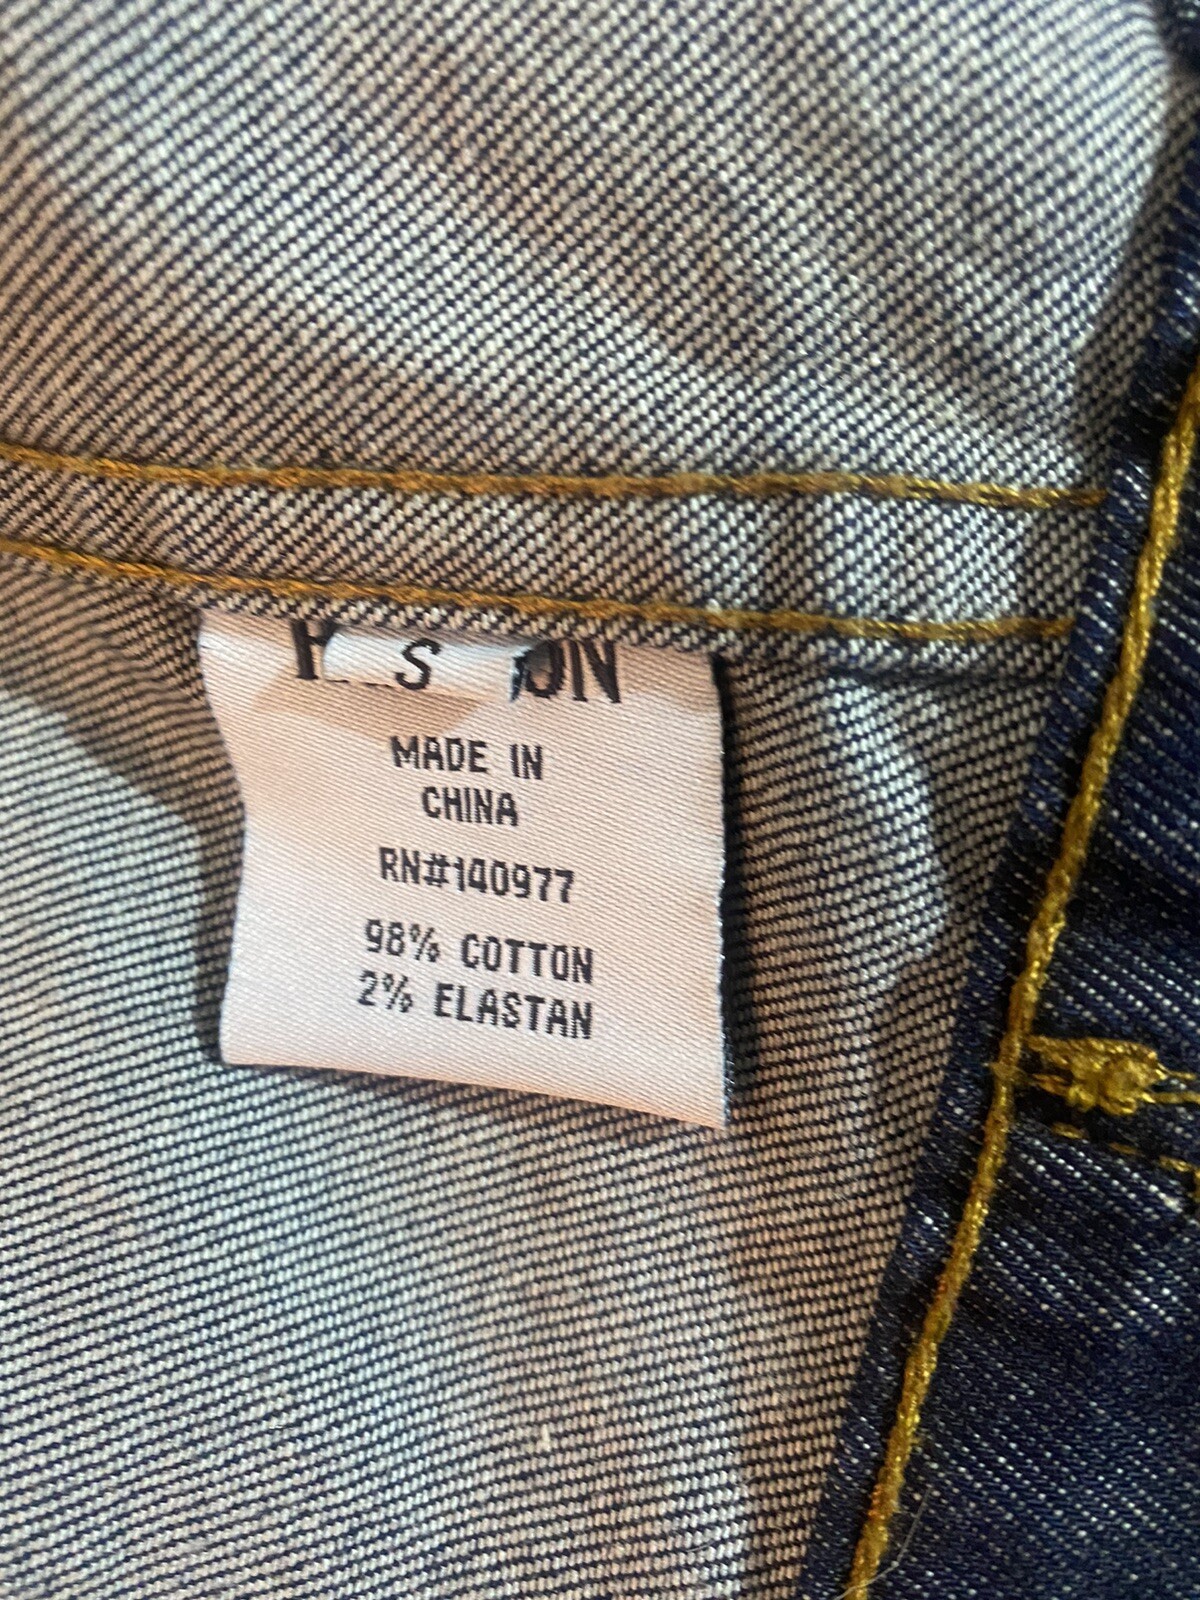 S
MADE IN
CHINA
RN#140977
98% COTTON
2% ELASTAN